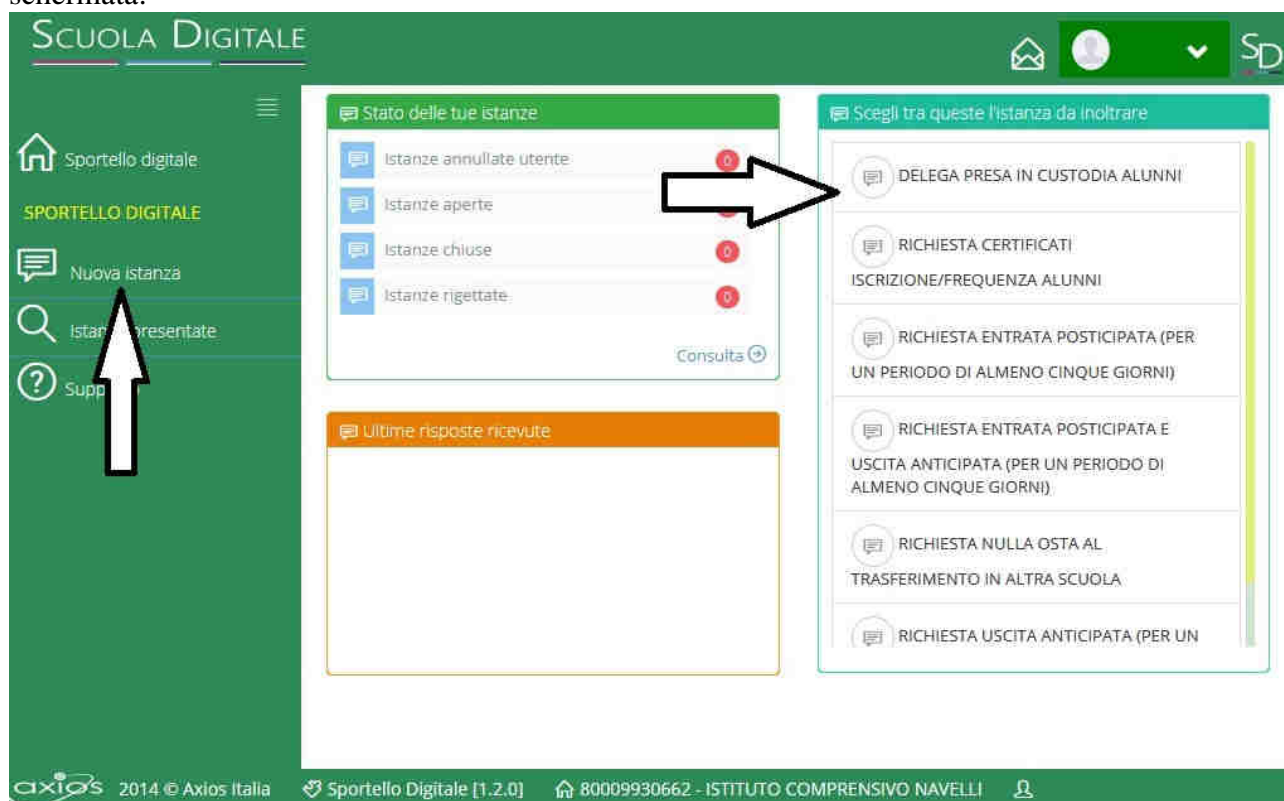 SCUOLA DIGITALE
SD
Sportello digitale
SPORTELLO DIGITALE
Nuova istanza
presentate
Stato delle tue istanze
Istanze annullate utente 0
Istanze aperte
Istanze chiuse 0
Istanze rigettate 0
Consulta
Ultime risposte ricevute
Scegli tra queste l'istanza da inoltrare
DELEGA PRESA IN CUSTODIA ALUNNI
RICHIESTA CERTIFICATI
ISCRIZIONE/FREQUENZA ALUNNI
RICHIESTA ENTRATA POSTICIPATA (PER
UN PERIODO DI ALMENO CINQUE GIORNI)
RICHIESTA ENTRATA POSTICIPATA E
USCITA ANTICIPATA (PER UN PERIODO DI
ALMENO CINQUE GIORNI)
RICHIESTA NULLA OSTA AL
TRASFERIMENTO IN ALTRA SCUOLA
RICHIESTA USCITA ANTICIPATA (PER UN
axios 2014 © Axios Italia Sportello Digitale [1.2.0] 80009930662 - ISTITUTO COMPRENSIVO NAVELLI